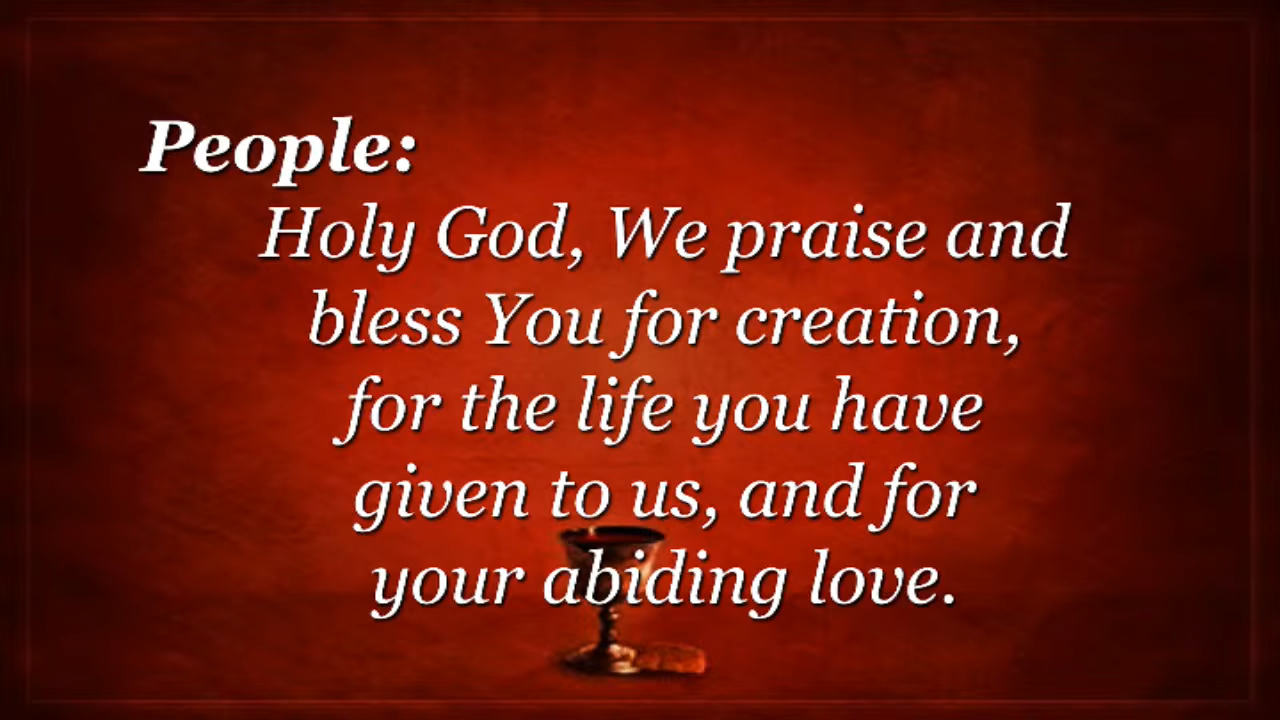 People:
Holy God, We praise and
bless You for creation,
for the life you have
given to us, and for
your abiding love.